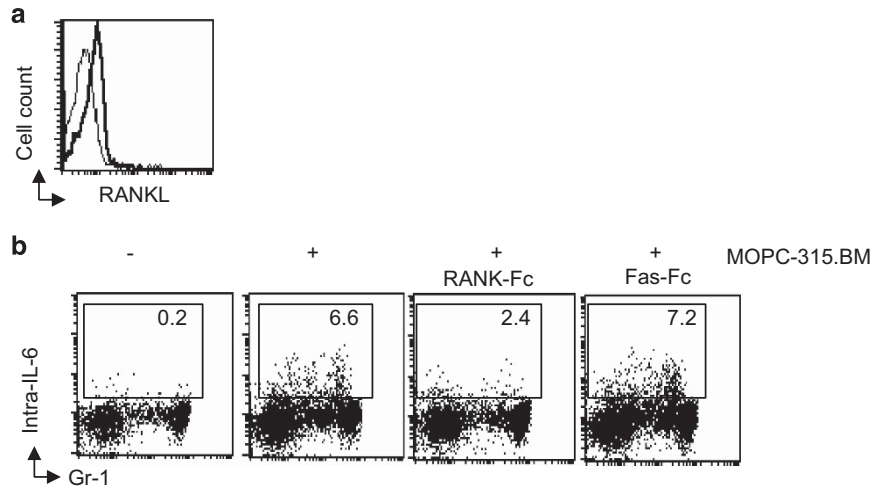 a
Cell count
RANKL
b
- + + + MOPC-315.BM
RANK-Fc Fas-Fc
0.2 6.6 2.4 7.2
Intra-IL-6
Gr-1